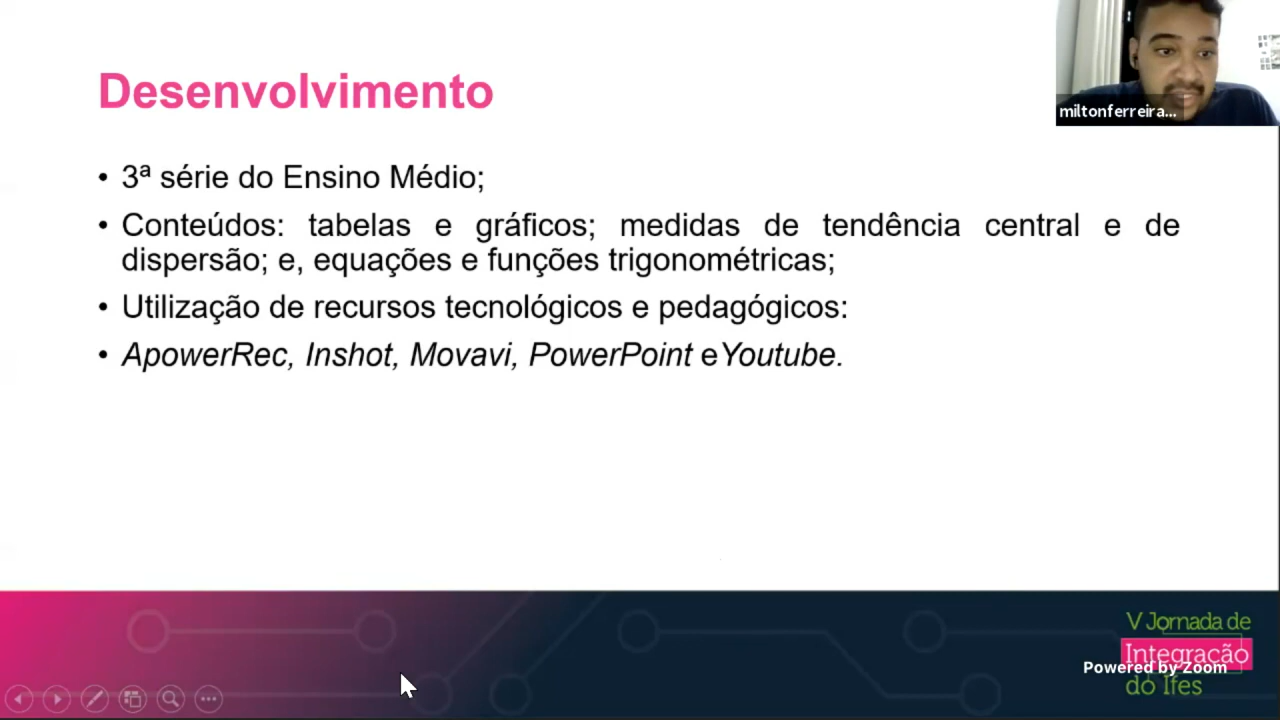 Desenvolvimento
miltonferreira...
• 3ª série do Ensino Médio;
• Conteúdos: tabelas e gráficos; medidas de tendência central e de
dispersão; e, equações e funções trigonométricas;
• Utilização de recursos tecnológicos e pedagógicos:
• ApowerRec, Inshot, Movavi, PowerPoint eYoutube.
V Jornada de
Integração
do Ifes
Powered by Zoom